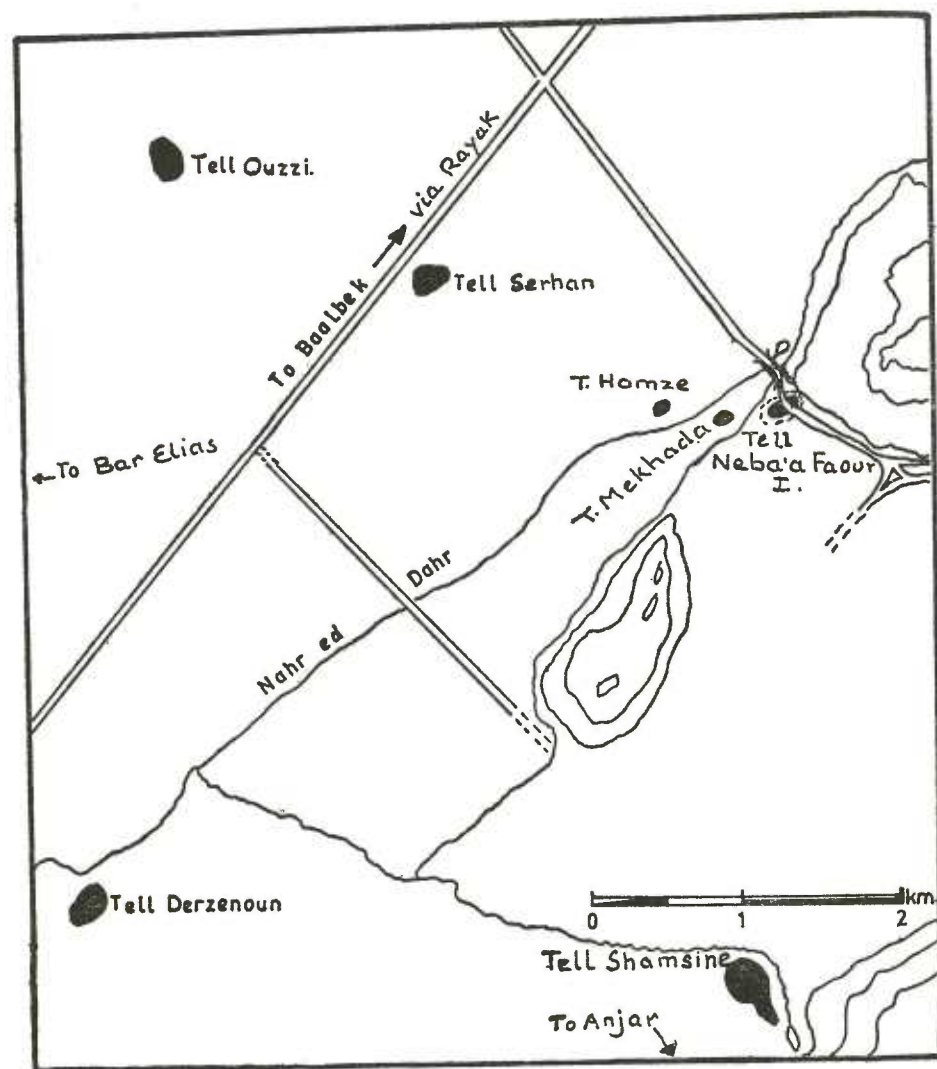 Tell Ouzzi.
To Baalbek → via Rayak
Tell Serhan
T. Homze
T. Mekhada
Tell
Neba'a Faour
I.
←To Bar Elias
Nahr ed Dahr
Tell Derzenoun
km
0 1 2
Tell Shamsine
To Anjar